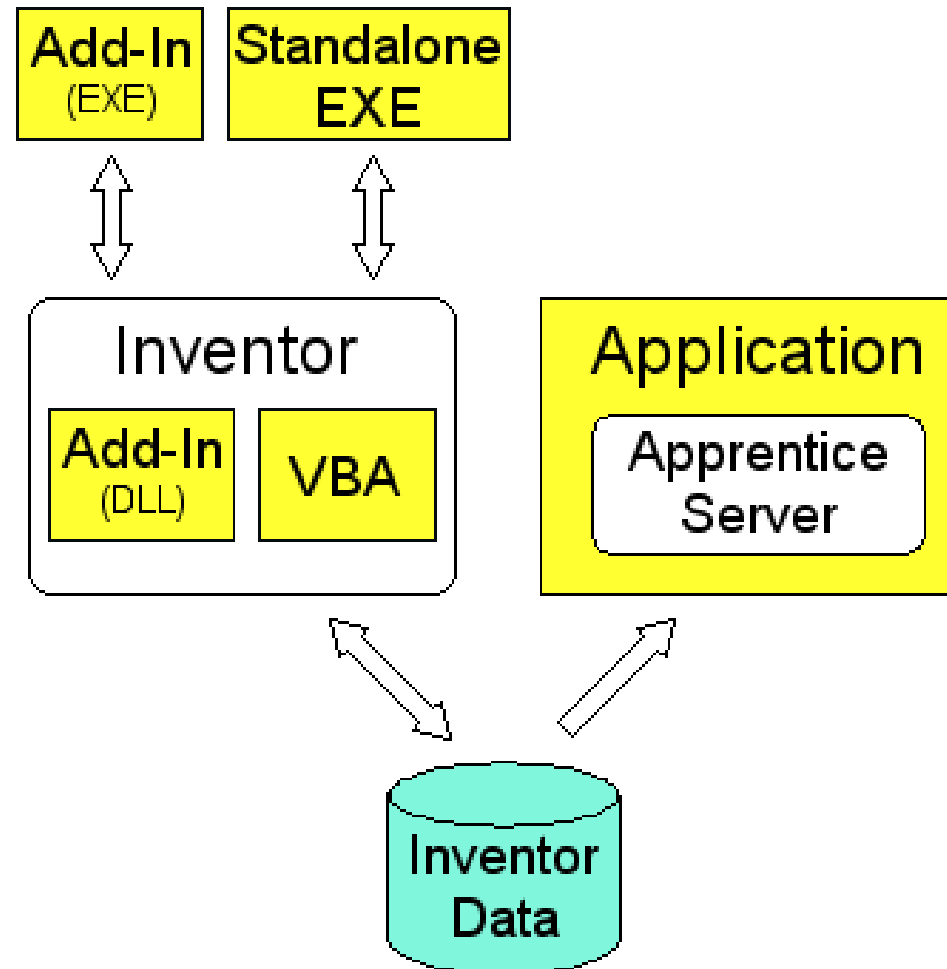 Add-In
(EXE)
Standalone
EXE
Inventor
Add-In
(DLL)
VBA
Application
Apprentice
Server
Inventor
Data